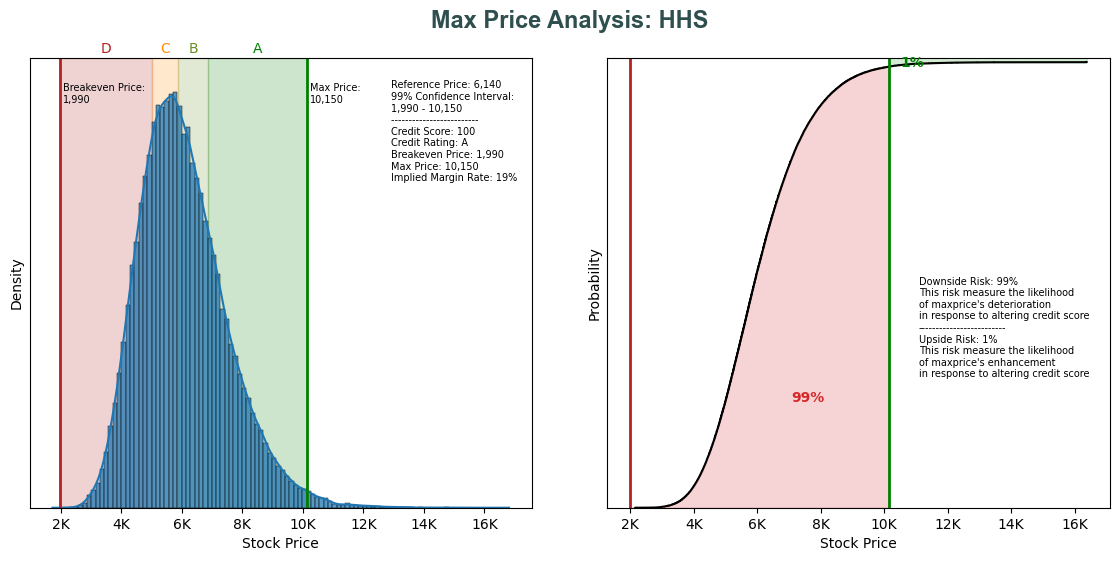 Max Price Analysis: HHS
D C B A
Breakeven Price:
1,990
Max Price:
10,150
Reference Price: 6,140
99% Confidence Interval:
1,990 - 10,150
-------------------------
Credit Score: 100
Credit Rating: A
Breakeven Price: 1,990
Max Price: 10,150
Implied Margin Rate: 19%
Density
2K 4K 6K 8K 10K 12K 14K 16K
Stock Price
1%
99%
Downside Risk: 99%
This risk measure the likelihood
of maxprice's deterioration
in response to altering credit score
-------------------------
Upside Risk: 1%
This risk measure the likelihood
of maxprice's enhancement
in response to altering credit score
Probability
2K 4K 6K 8K 10K 12K 14K 16K
Stock Price